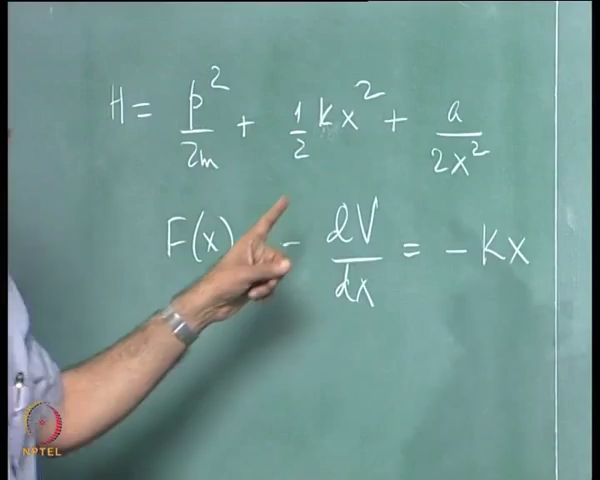 H = p²/2m + 1/2 kx² + a/2x²
F(x) - dV/dx = - kx
NPTEL